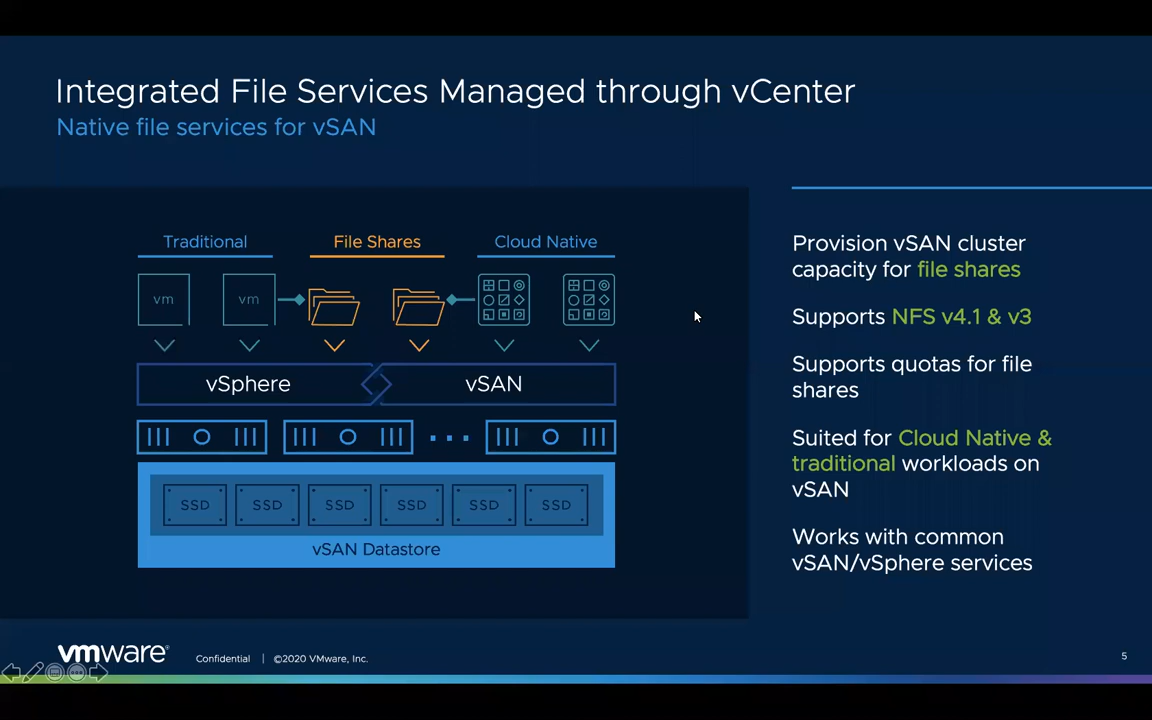 Integrated File Services Managed through vCenter
Native file services for vSAN
Traditional
File Shares
Cloud Native
vm
vm
vSphere
vSAN
SSD
SSD
SSD
SSD
SSD
SSD
vSAN Datastore
Provision vSAN cluster
capacity for file shares
Supports NFS v4.1 & v3
Supports quotas for file
shares
Suited for Cloud Native &
traditional workloads on
vSAN
Works with common
vSAN/vSphere services
vmware®
Confidential | ©2020 VMware, Inc.
5